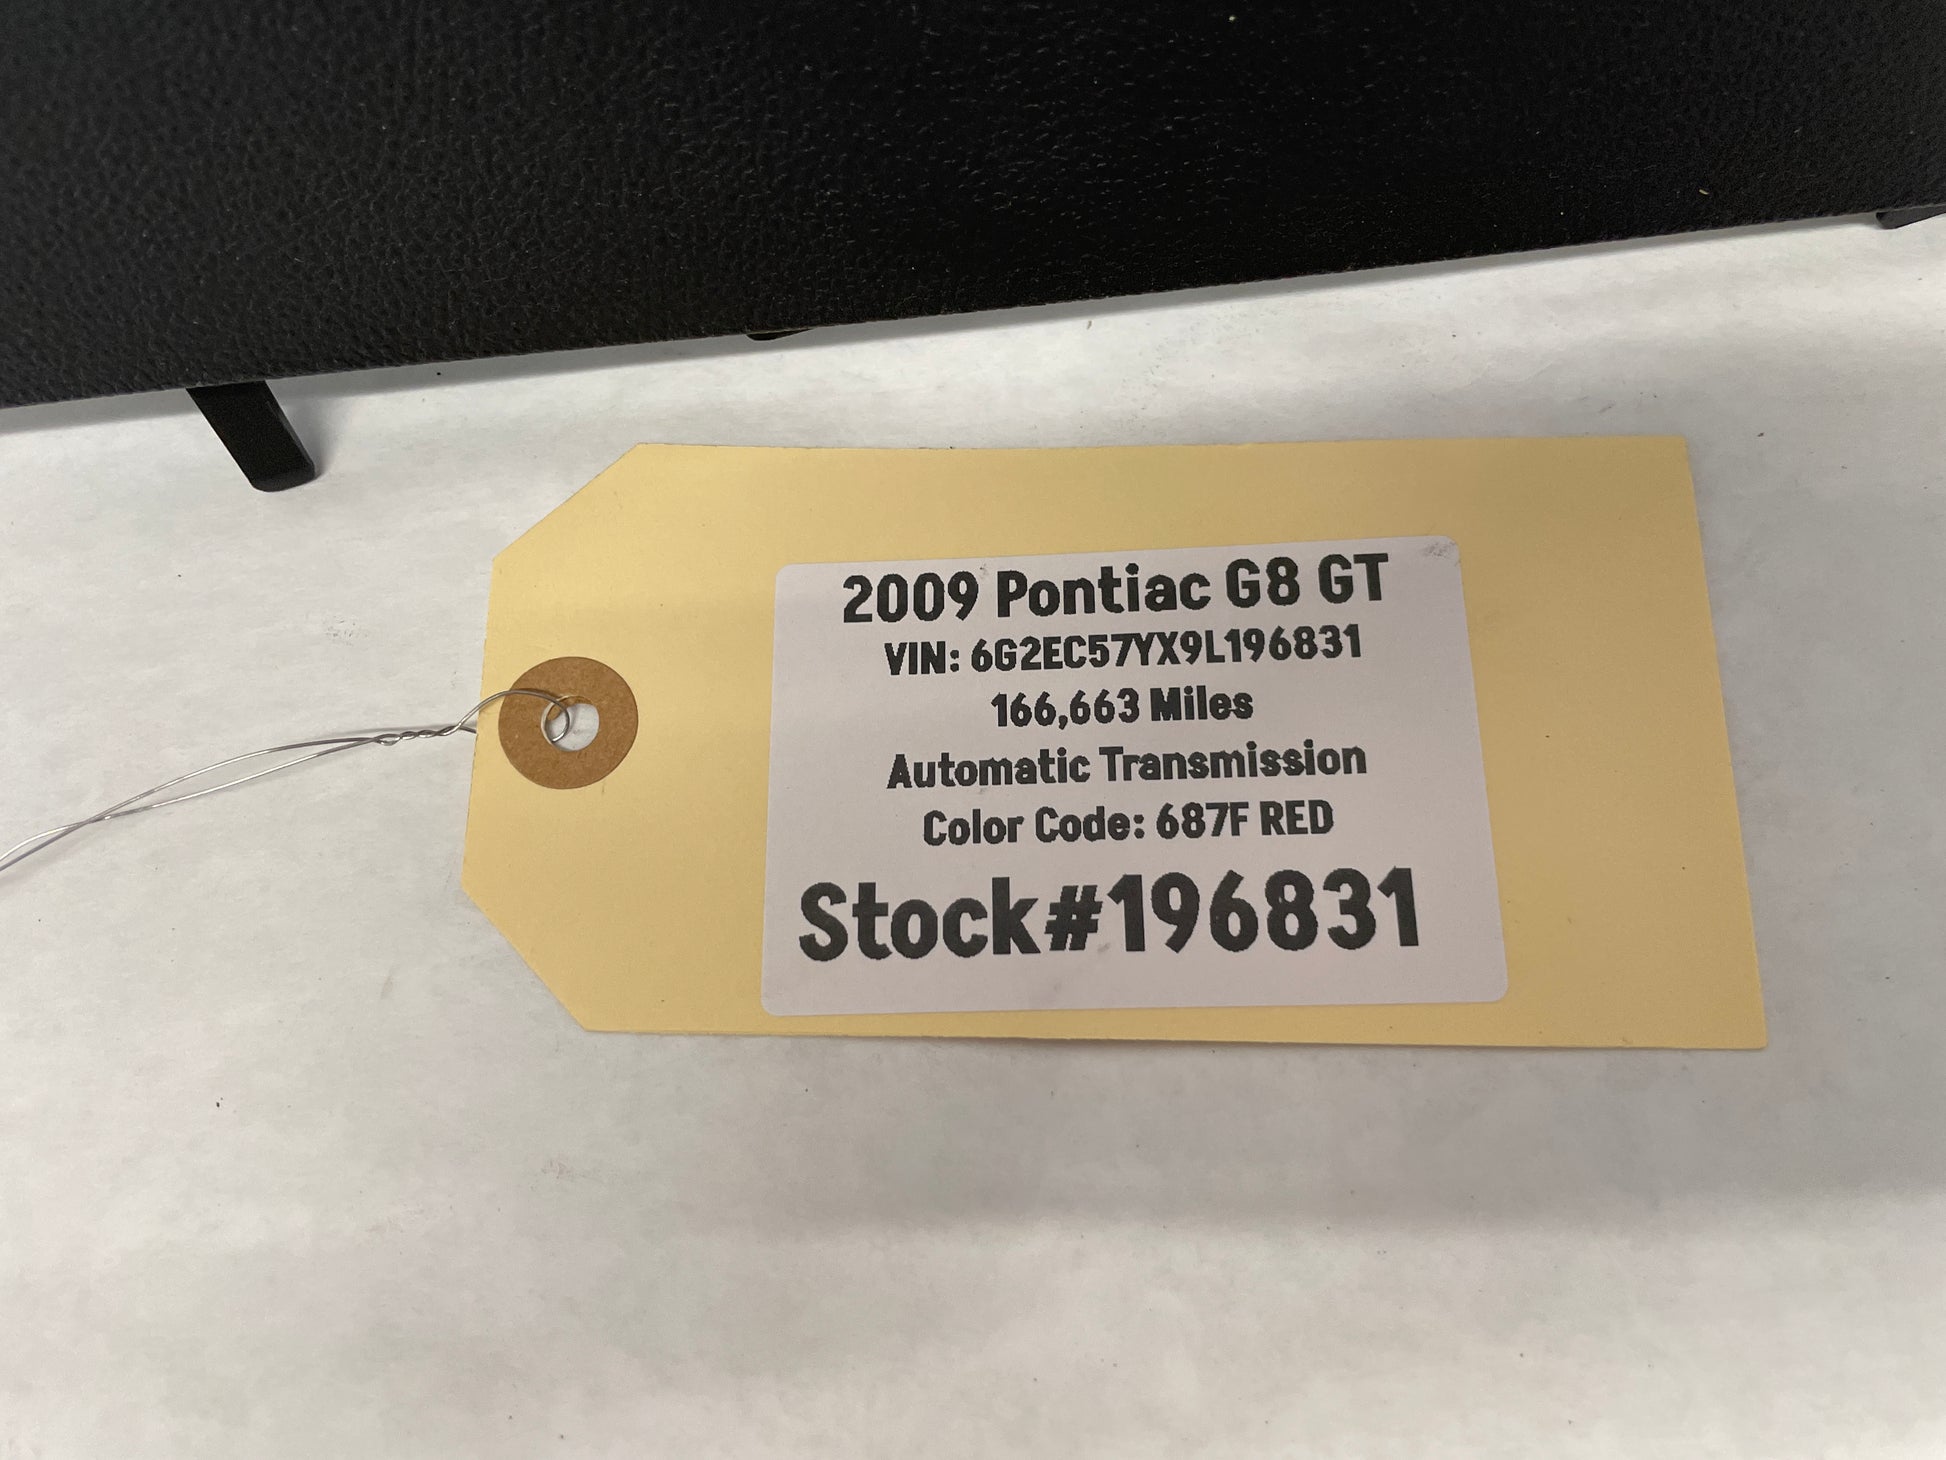 2009 Pontiac G8 GT
VIN: 6G2EC57YX9L196831
166,663 Miles
Automatic Transmission
Color Code: 687F RED
Stock#196831